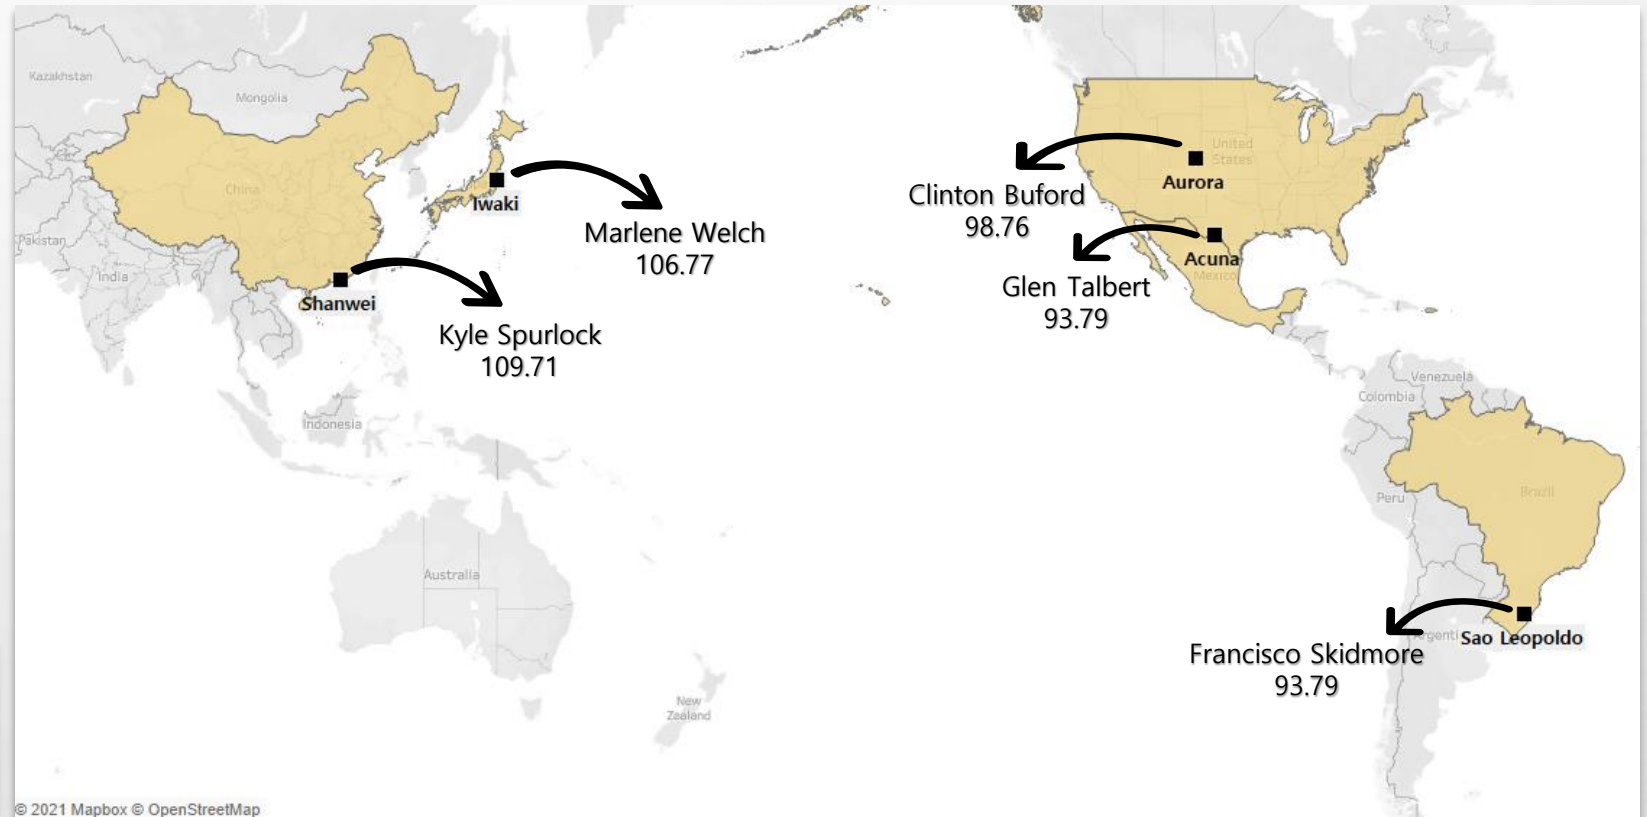 Kazakhstan
Mongolia
China
Pakistan
India
Iwaki
Marlene Welch
106.77
Shanwei
Kyle Spurlock
109.71
Indonesia
Australia
New
Zealand
United
States
Aurora
Clinton Buford
98.76
Acuna
Mexico
Glen Talbert
93.79
Venezuela
Colombia
Brazil
Peru
Argenti
Sao Leopoldo
Francisco Skidmore
93.79
© 2021 Mapbox © OpenStreetMap